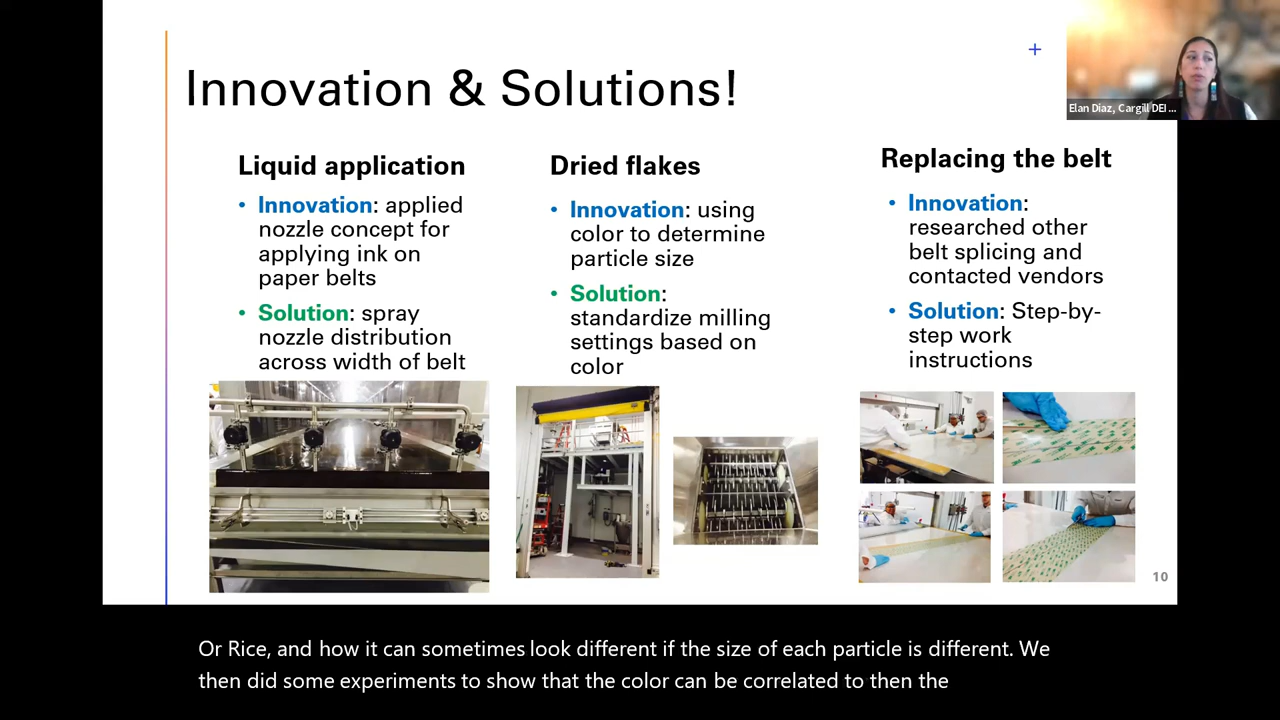 Innovation & Solutions!
Elan Diaz, Cargill DEI ...
Liquid application
• Innovation: applied
nozzle concept for
applying ink on
paper belts
• Solution: spray
nozzle distribution
across width of belt
Dried flakes
• Innovation: using
color to determine
particle size
• Solution:
standardize milling
settings based on
color
Replacing the belt
• Innovation:
researched other
belt splicing and
contacted vendors
• Solution: Step-by-
step work
instructions
10
Or Rice, and how it can sometimes look different if the size of each particle is different. We
then did some experiments to show that the color can be correlated to then the